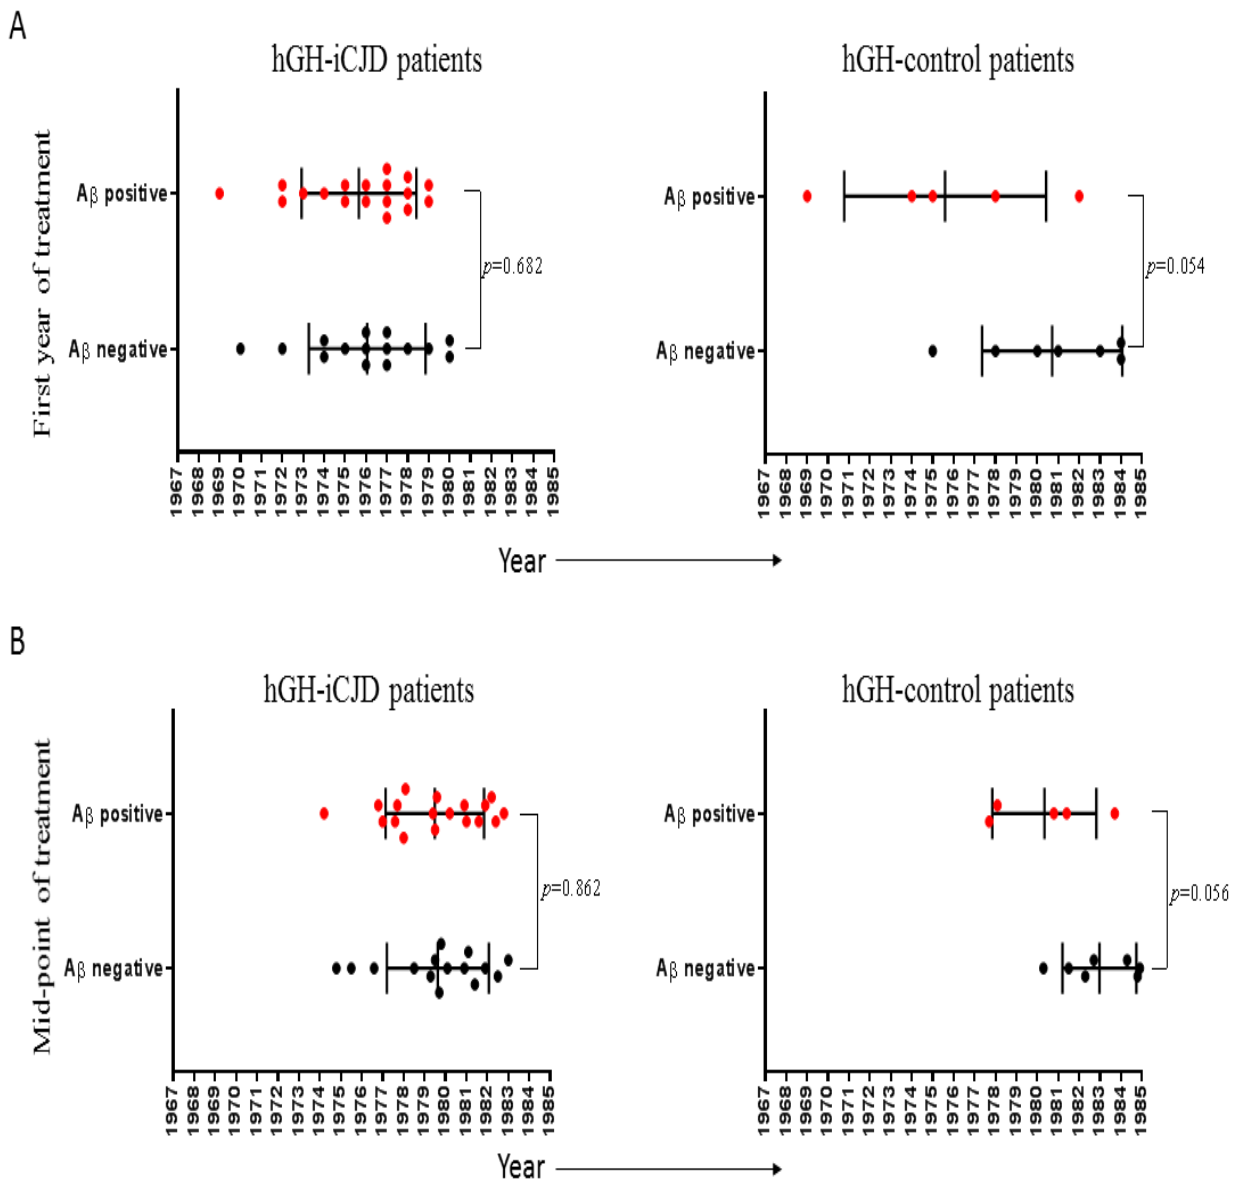 A
hGH-iCJD patients
hGH-control patients
First year of treatment
Aβ positive
Aβ negative
p=0.682
Aβ positive
Aβ negative
p=0.054
1967 1968 1969 1970 1971 1972 1973 1974 1975 1976 1977 1978 1979 1980 1981 1982 1983 1984 1985
1967 1968 1969 1970 1971 1972 1973 1974 1975 1976 1977 1978 1979 1980 1981 1982 1983 1984 1985
Year
B
hGH-iCJD patients
hGH-control patients
Mid-point of treatment
Aβ positive
Aβ negative
p=0.862
Aβ positive
Aβ negative
p=0.056
1967 1968 1969 1970 1971 1972 1973 1974 1975 1976 1977 1978 1979 1980 1981 1982 1983 1984 1985
1967 1968 1969 1970 1971 1972 1973 1974 1975 1976 1977 1978 1979 1980 1981 1982 1983 1984 1985
Year